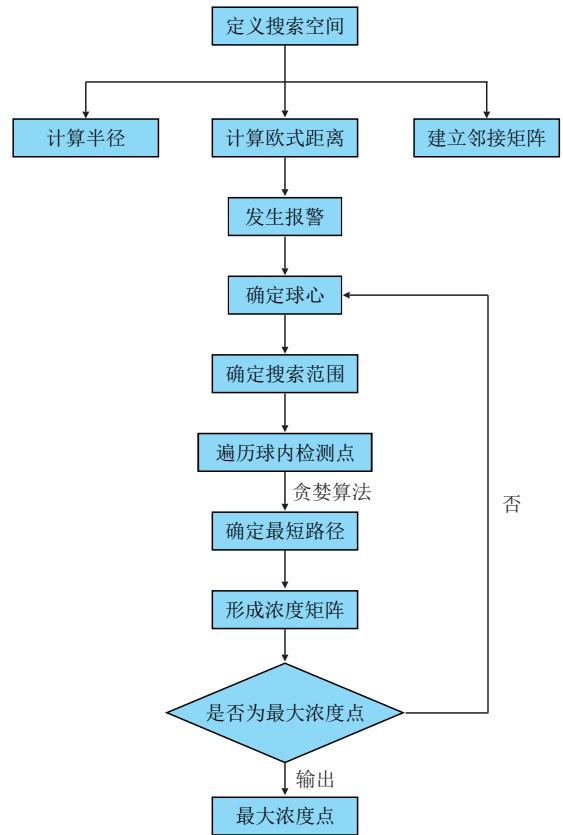 定义搜索空间
计算半径
计算欧式距离
建立邻接矩阵
发生报警
确定球心
确定搜索范围
遍历球内检测点
贪婪算法
确定最短路径
否
形成浓度矩阵
是否为最大浓度点
输出
最大浓度点